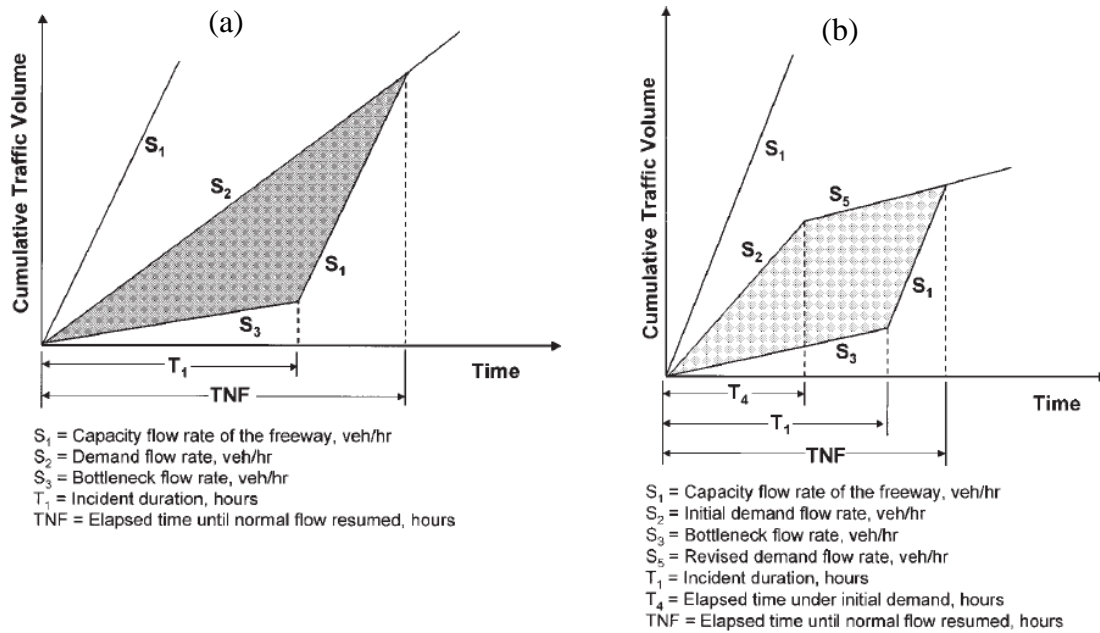 (a)
Cumulative Traffic Volume
S₁
S₂
S₁
S₃
T₁
Time
TNF
S₁ = Capacity flow rate of the freeway, veh/hr
S₂ = Demand flow rate, veh/hr
S₃ = Bottleneck flow rate, veh/hr
T₁ = Incident duration, hours
TNF = Elapsed time until normal flow resumed, hours
(b)
Cumulative Traffic Volume
S₁
S₅
S₂
S₁
S₃
Time
T₄
T₁
TNF
S₁ = Capacity flow rate of the freeway, veh/hr
S₂ = Initial demand flow rate, veh/hr
S₃ = Bottleneck flow rate, veh/hr
S₅ = Revised demand flow rate, veh/hr
T₁ = Incident duration, hours
T₄ = Elapsed time under initial demand, hours
TNF = Elapsed time until normal flow resumed, hours